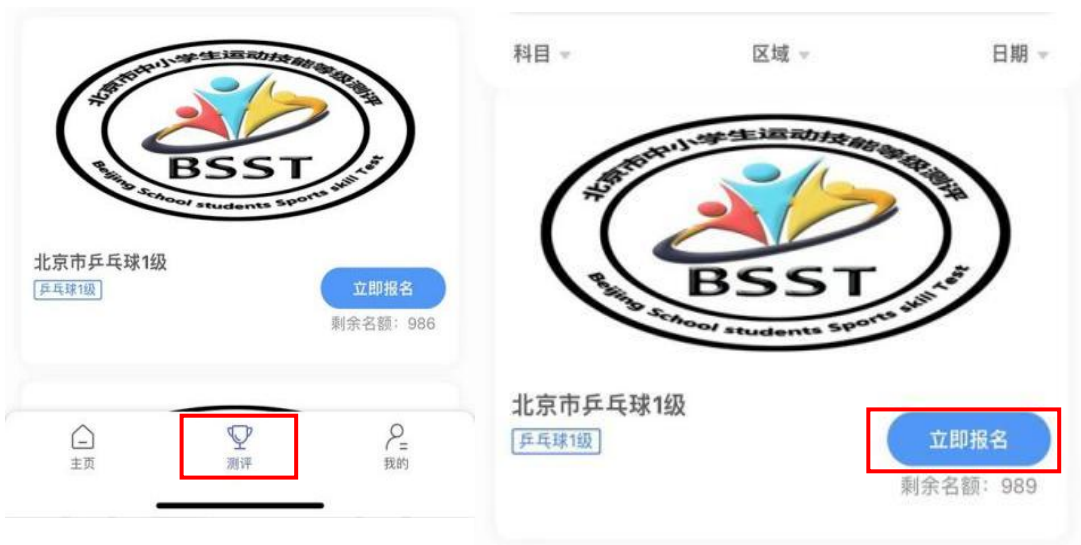 北京市中小学生运动技能等级测评
BSST
Beijing School students Sports skill Test
北京市乒乓球1级
乒乓球1级
立即报名
剩余名额：986
主页
测评
我的
科目
区域
日期
北京市中小学生运动技能等级测评
BSST
Beijing School students Sports skill Test
北京市乒乓球1级
乒乓球1级
立即报名
剩余名额：989